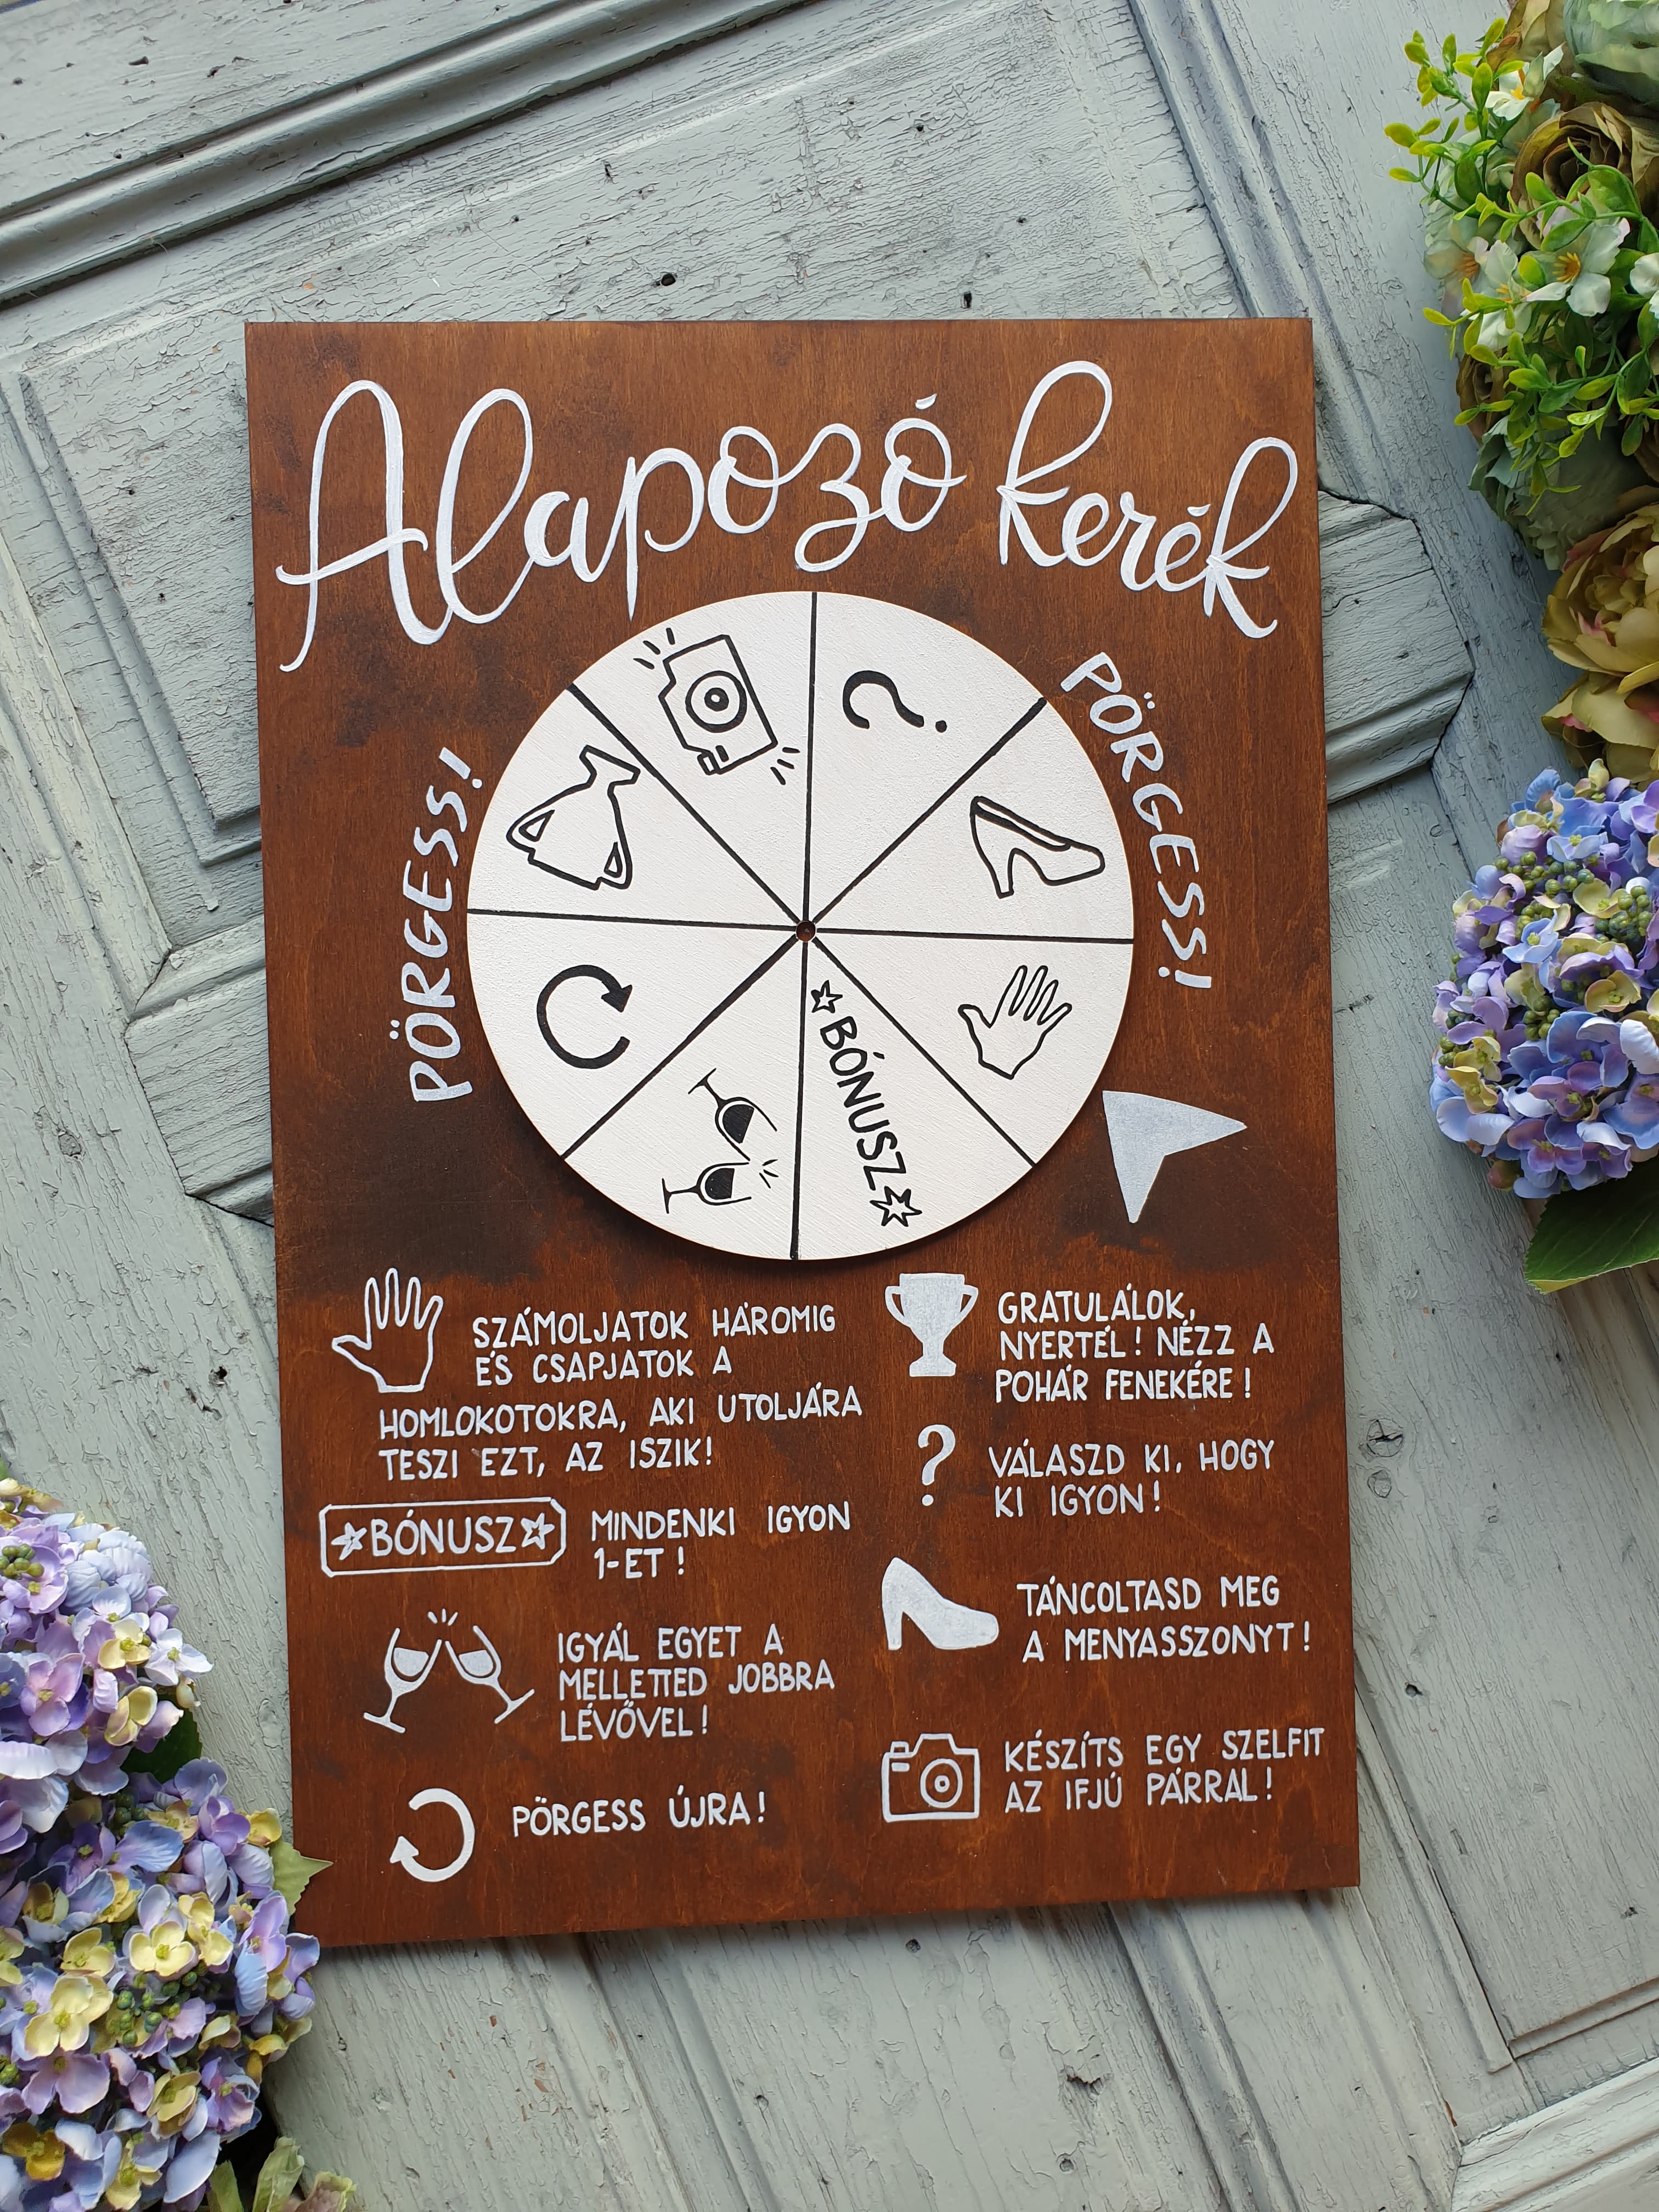 Alapozó kerék
PÖRGESS!
PÖRGESS!
?
★BÓNUSZ★
SZÁMOLJATOK HÁROMIG
ÉS CSAPJATOK A
HOMLOKOTOKRA, AKI UTOLJÁRA
TESZI EZT, AZ ISZIK!
★BÓNUSZ★
MINDENKI IGYON
1-ET!
IGYÁL EGYET A
MELLETTED JOBBRA
LÉVŐVEL!
PÖRGESS ÚJRA!
GRATULÁLOK,
NYERTÉL! NÉZZ A
POHÁR FENEKÉRE!
?
VÁLASZD KI, HOGY
KI IGYON!
TÁNCOLTASD MEG
A MENYASSZONYT!
KÉSZÍTS EGY SZELFIT
AZ IFJÚ PÁRRAL!